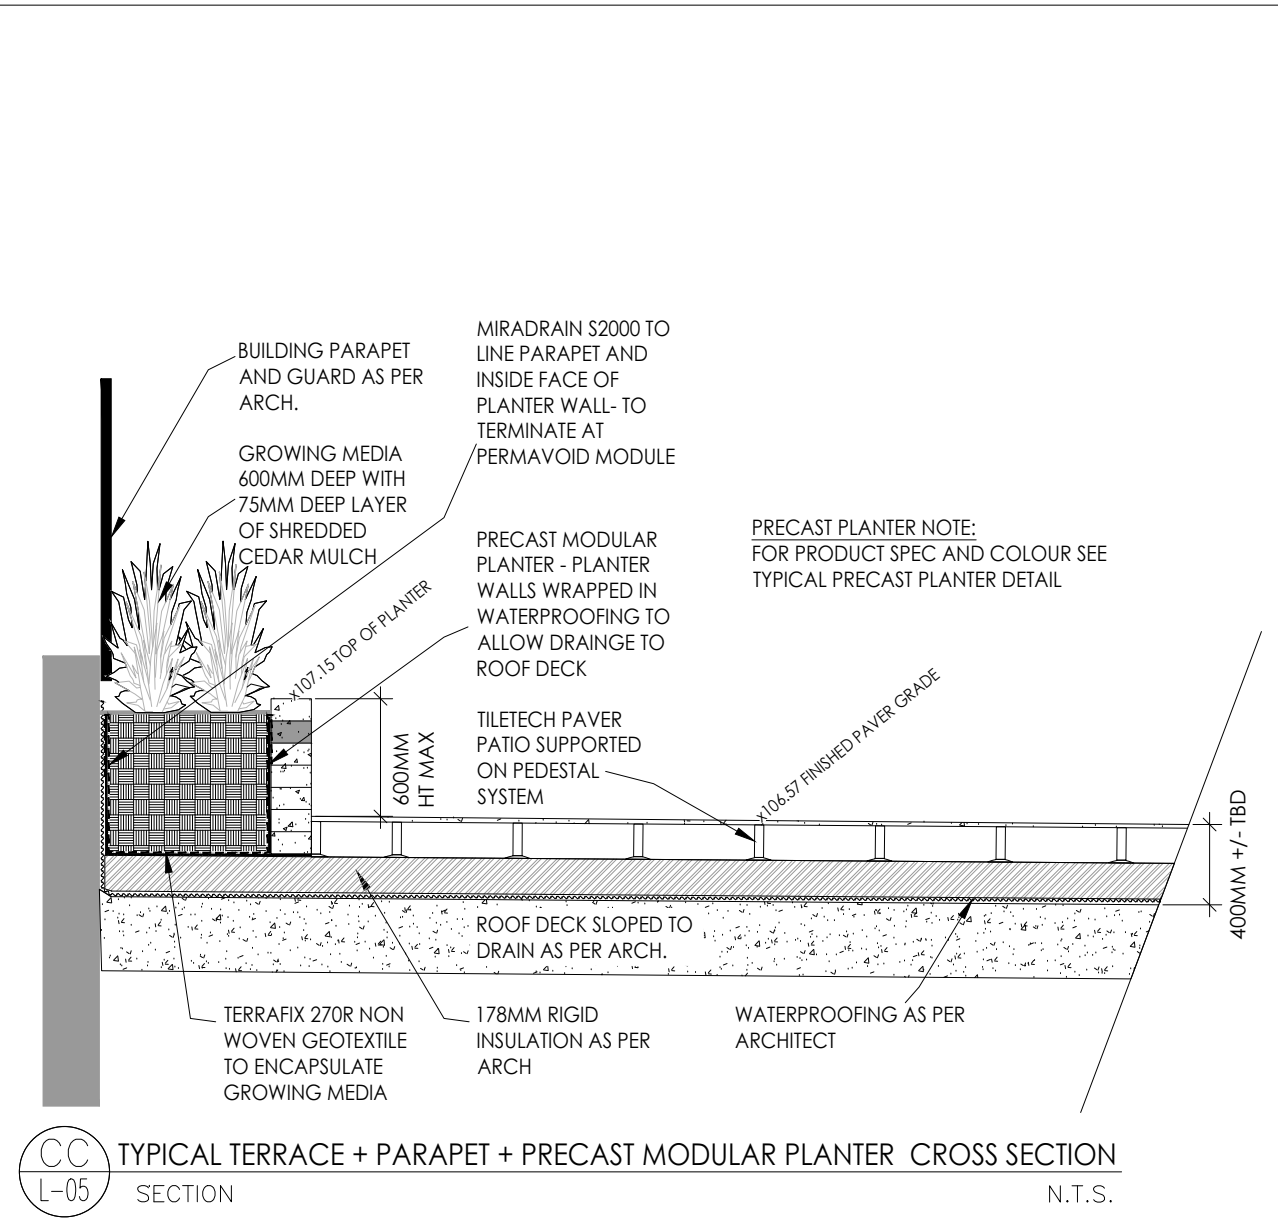 BUILDING PARAPET
AND GUARD AS PER
ARCH.
GROWING MEDIA
600MM DEEP WITH
75MM DEEP LAYER
OF SHREDDED
CEDAR MULCH
MIRADRAIN S2000 TO
LINE PARAPET AND
INSIDE FACE OF
PLANTER WALL- TO
TERMINATE AT
PERMAVOID MODULE
PRECAST MODULAR
PLANTER - PLANTER
WALLS WRAPPED IN
WATERPROOFING TO
ALLOW DRAINGE TO
ROOF DECK
PRECAST PLANTER NOTE:
FOR PRODUCT SPEC AND COLOUR SEE
TYPICAL PRECAST PLANTER DETAIL
x107.15 TOP OF PLANTER
600MM
HT MAX
TILETECH PAVER
PATIO SUPPORTED
ON PEDESTAL
SYSTEM
x106.57 FINISHED PAVER GRADE
400MM +/- TBD
ROOF DECK SLOPED TO
DRAIN AS PER ARCH.
TERRAFIX 270R NON
WOVEN GEOTEXTILE
TO ENCAPSULATE
GROWING MEDIA
178MM RIGID
INSULATION AS PER
ARCH
WATERPROOFING AS PER
ARCHITECT
CC
L-05
TYPICAL TERRACE + PARAPET + PRECAST MODULAR PLANTER CROSS SECTION
SECTION
N.T.S.